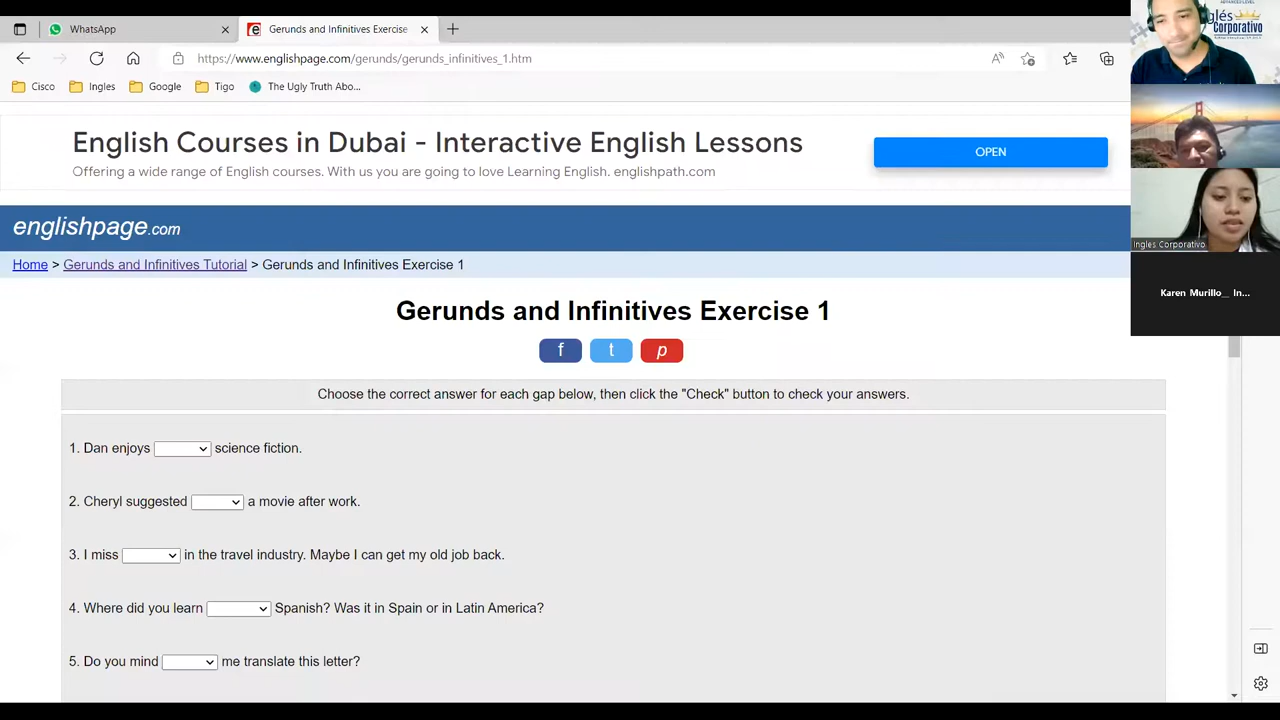 WhatsApp
Gerunds and Infinitives Exercise
https://www.englishpage.com/gerunds/gerunds_infinitives_1.htm
Cisco
Ingles
Google
Tigo
The Ugly Truth Abo...
English Courses in Dubai - Interactive English Lessons
Offering a wide range of English courses. With us you are going to love Learning English. englishpath.com
OPEN
englishpage.com
Home > Gerunds and Infinitives Tutorial > Gerunds and Infinitives Exercise 1
Gerunds and Infinitives Exercise 1
f t p
Choose the correct answer for each gap below, then click the "Check" button to check your answers.
1. Dan enjoys science fiction.
2. Cheryl suggested a movie after work.
3. I miss in the travel industry. Maybe I can get my old job back.
4. Where did you learn Spanish? Was it in Spain or in Latin America?
5. Do you mind me translate this letter?
glés
Corporativo
Ingles Corporativo
Karen Murillo__ In...